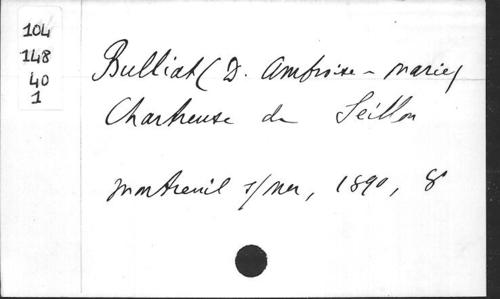 104
148
40
1
Bulliat (D. Ambroise-Marie)
Chartreuse de Seillon
Montreuil s/mer, 1890, 8°